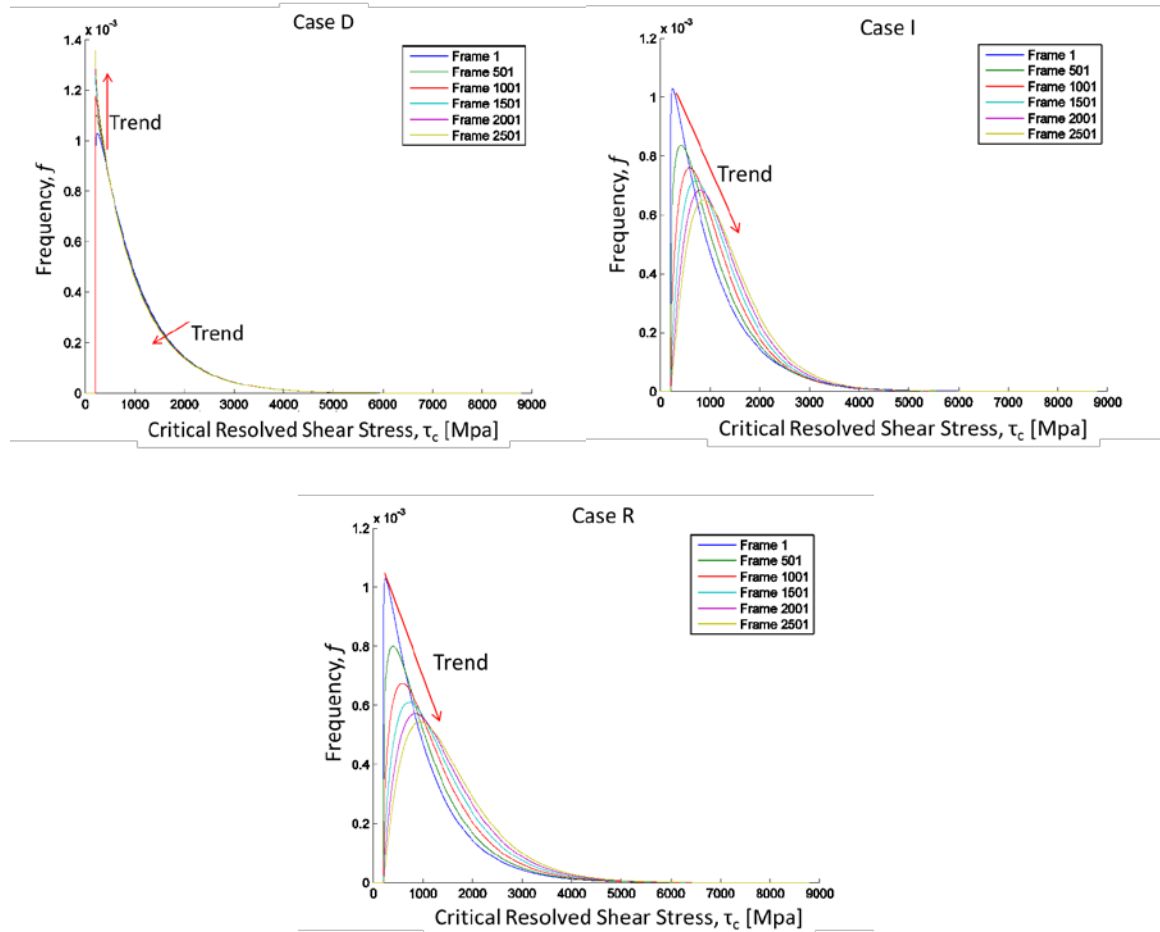 Case D
x 10⁻³
1.4
1.2
1
0.8
0.6
0.4
0.2
0
Frequency, f
Trend
Trend
Frame 1
Frame 501
Frame 1001
Frame 1501
Frame 2001
Frame 2501
0 1000 2000 3000 4000 5000 6000 7000 8000 9000
Critical Resolved Shear Stress, τc [Mpa]
Case I
x 10⁻³
1.2
1
0.8
0.6
0.4
0.2
0
Frequency, f
Trend
Frame 1
Frame 501
Frame 1001
Frame 1501
Frame 2001
Frame 2501
0 1000 2000 3000 4000 5000 6000 7000 8000 9000
Critical Resolved Shear Stress, τc [Mpa]
Case R
x 10⁻³
1.2
1
0.8
0.6
0.4
0.2
0
Frequency, f
Trend
Frame 1
Frame 501
Frame 1001
Frame 1501
Frame 2001
Frame 2501
0 1000 2000 3000 4000 5000 6000 7000 8000 9000
Critical Resolved Shear Stress, τc [Mpa]